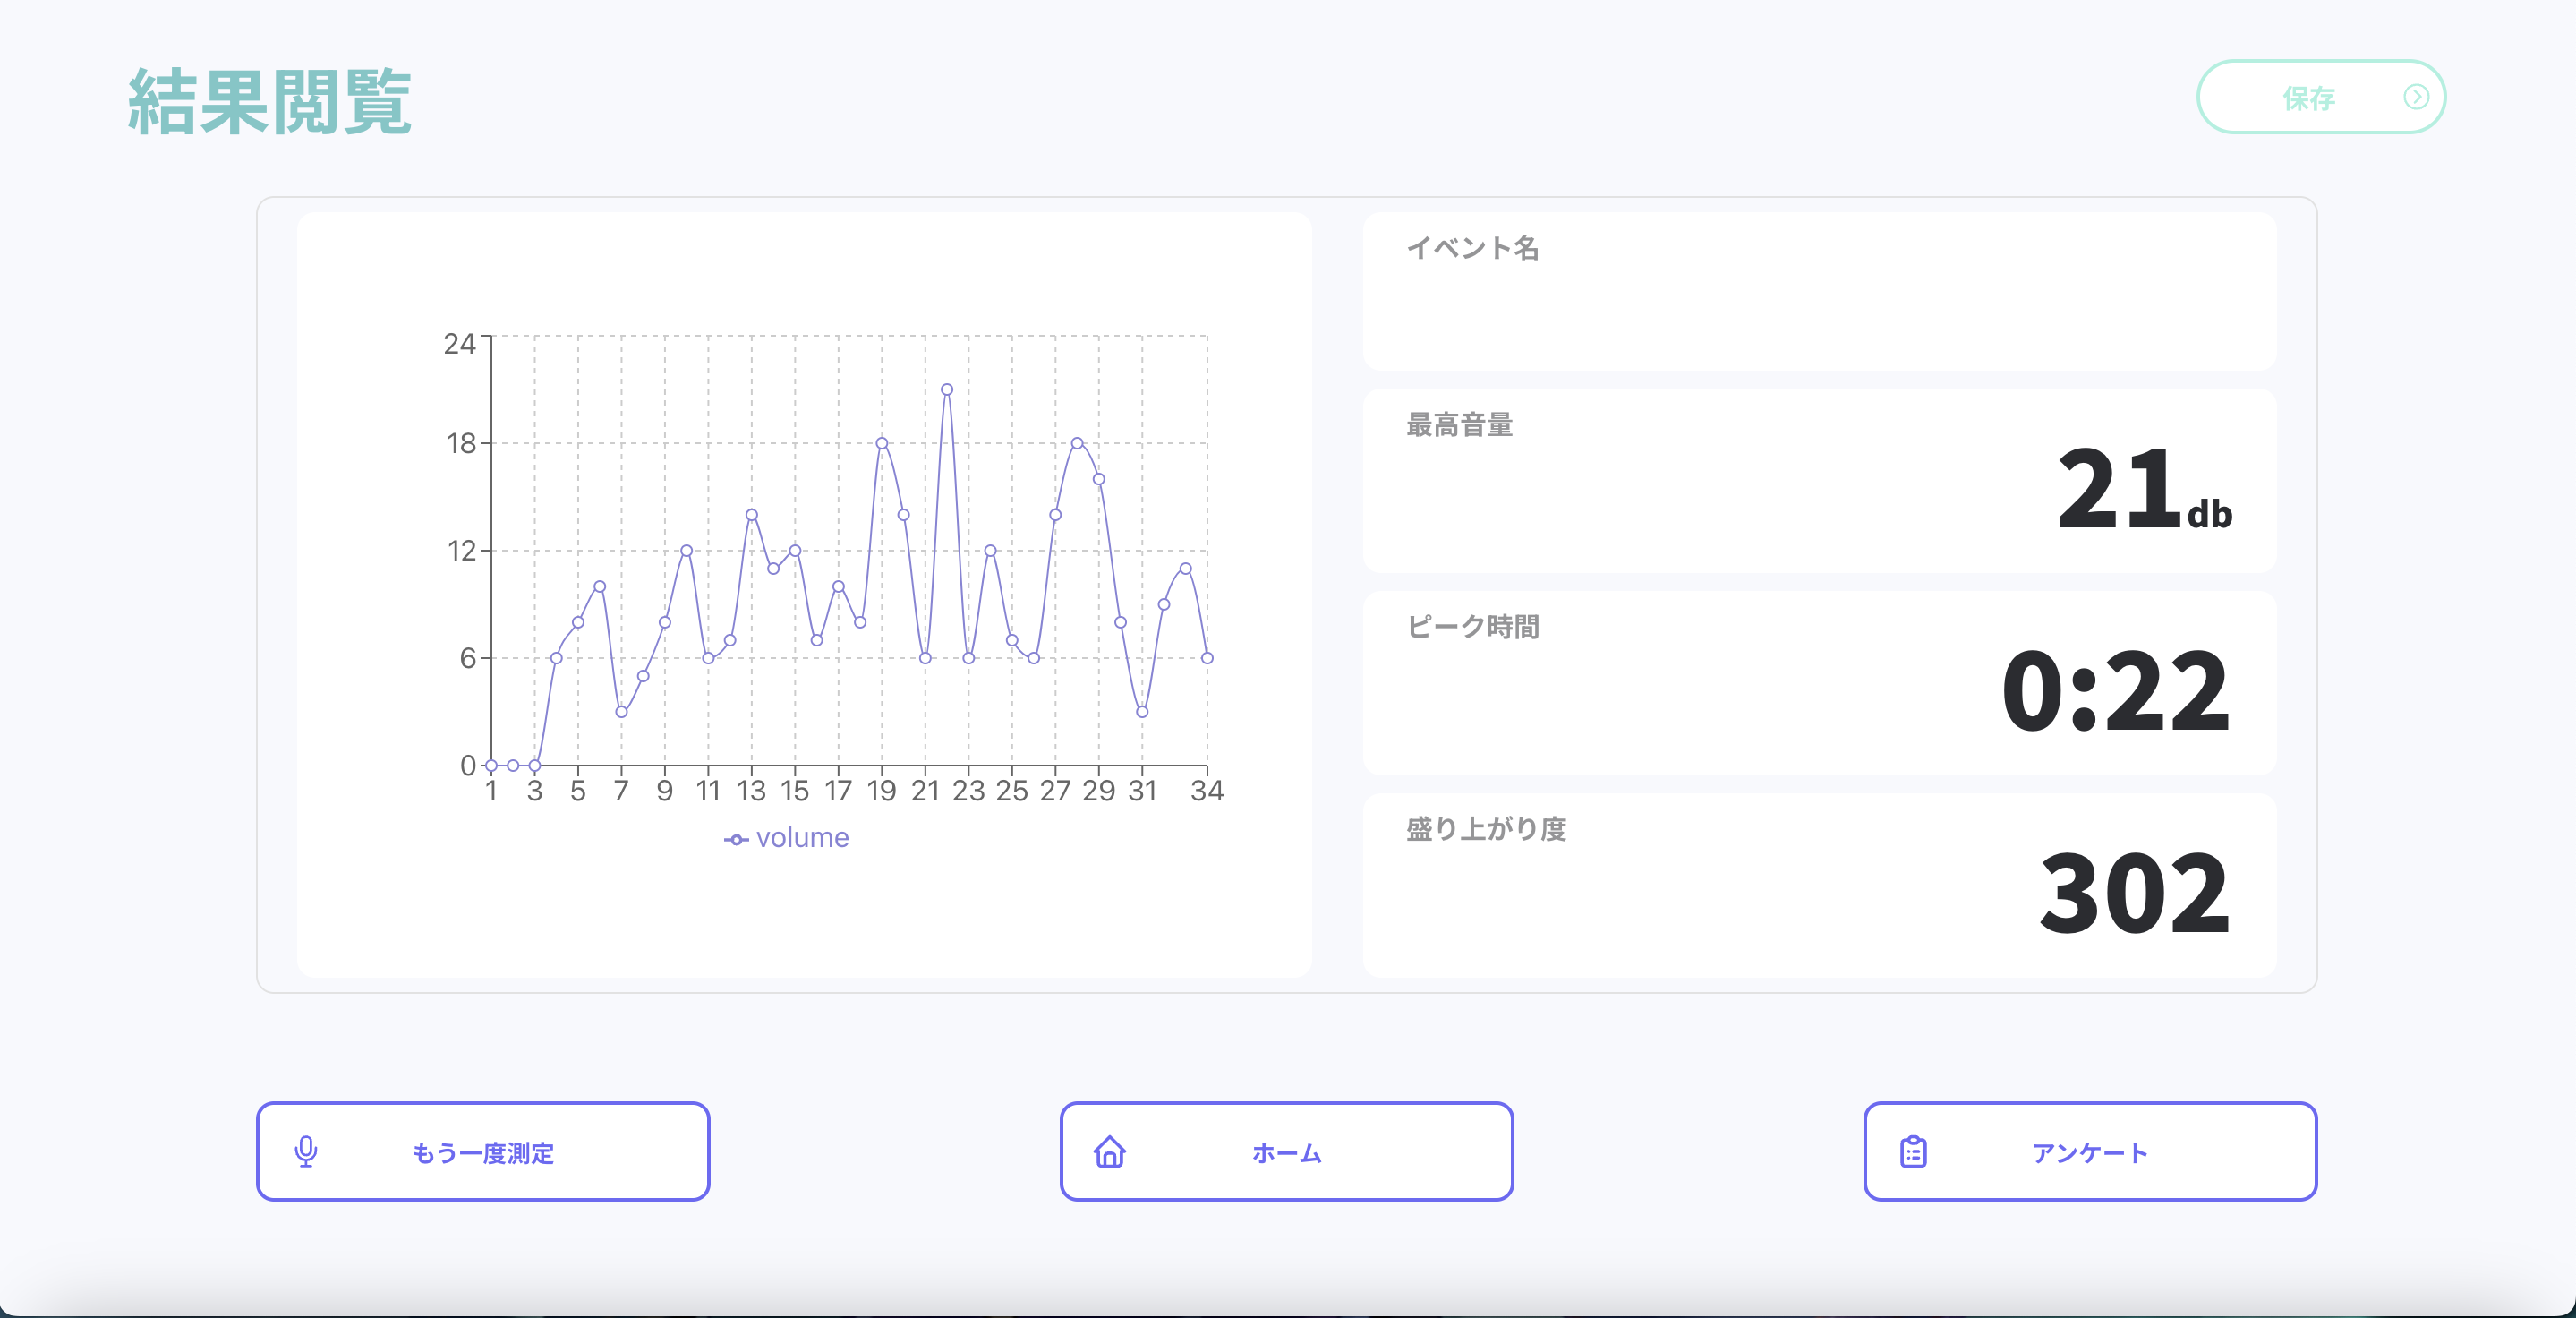 結果閲覧
保存
24
18
12
6
0
1 3 5 7 9 11 13 15 17 19 21 23 25 27 29 31 34
volume
イベント名
最高音量
21db
ピーク時間
0:22
盛り上がり度
302
もう一度測定
ホーム
アンケート